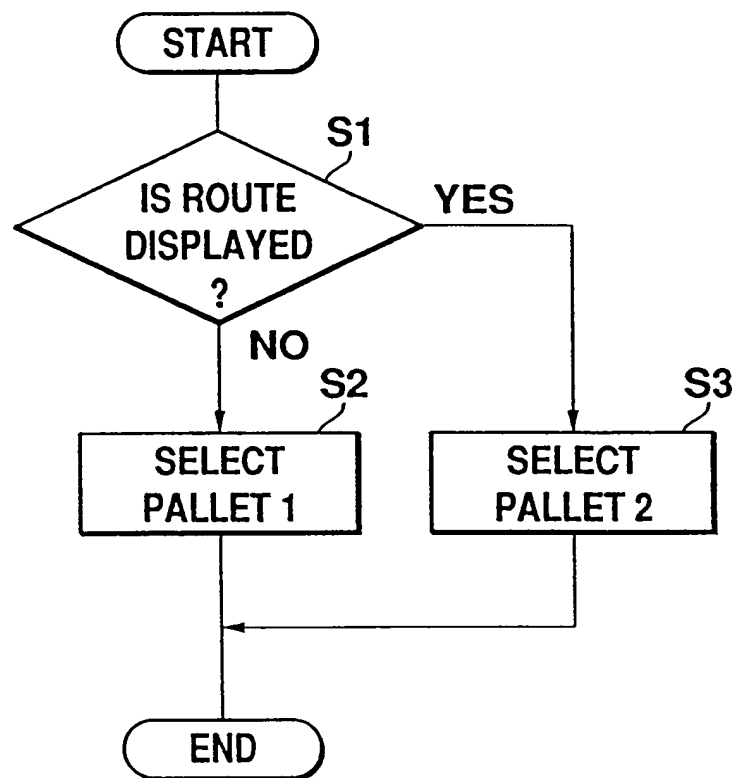 START
S1
IS ROUTE
DISPLAYED
?
YES
NO
S2
SELECT
PALLET 1
S3
SELECT
PALLET 2
END